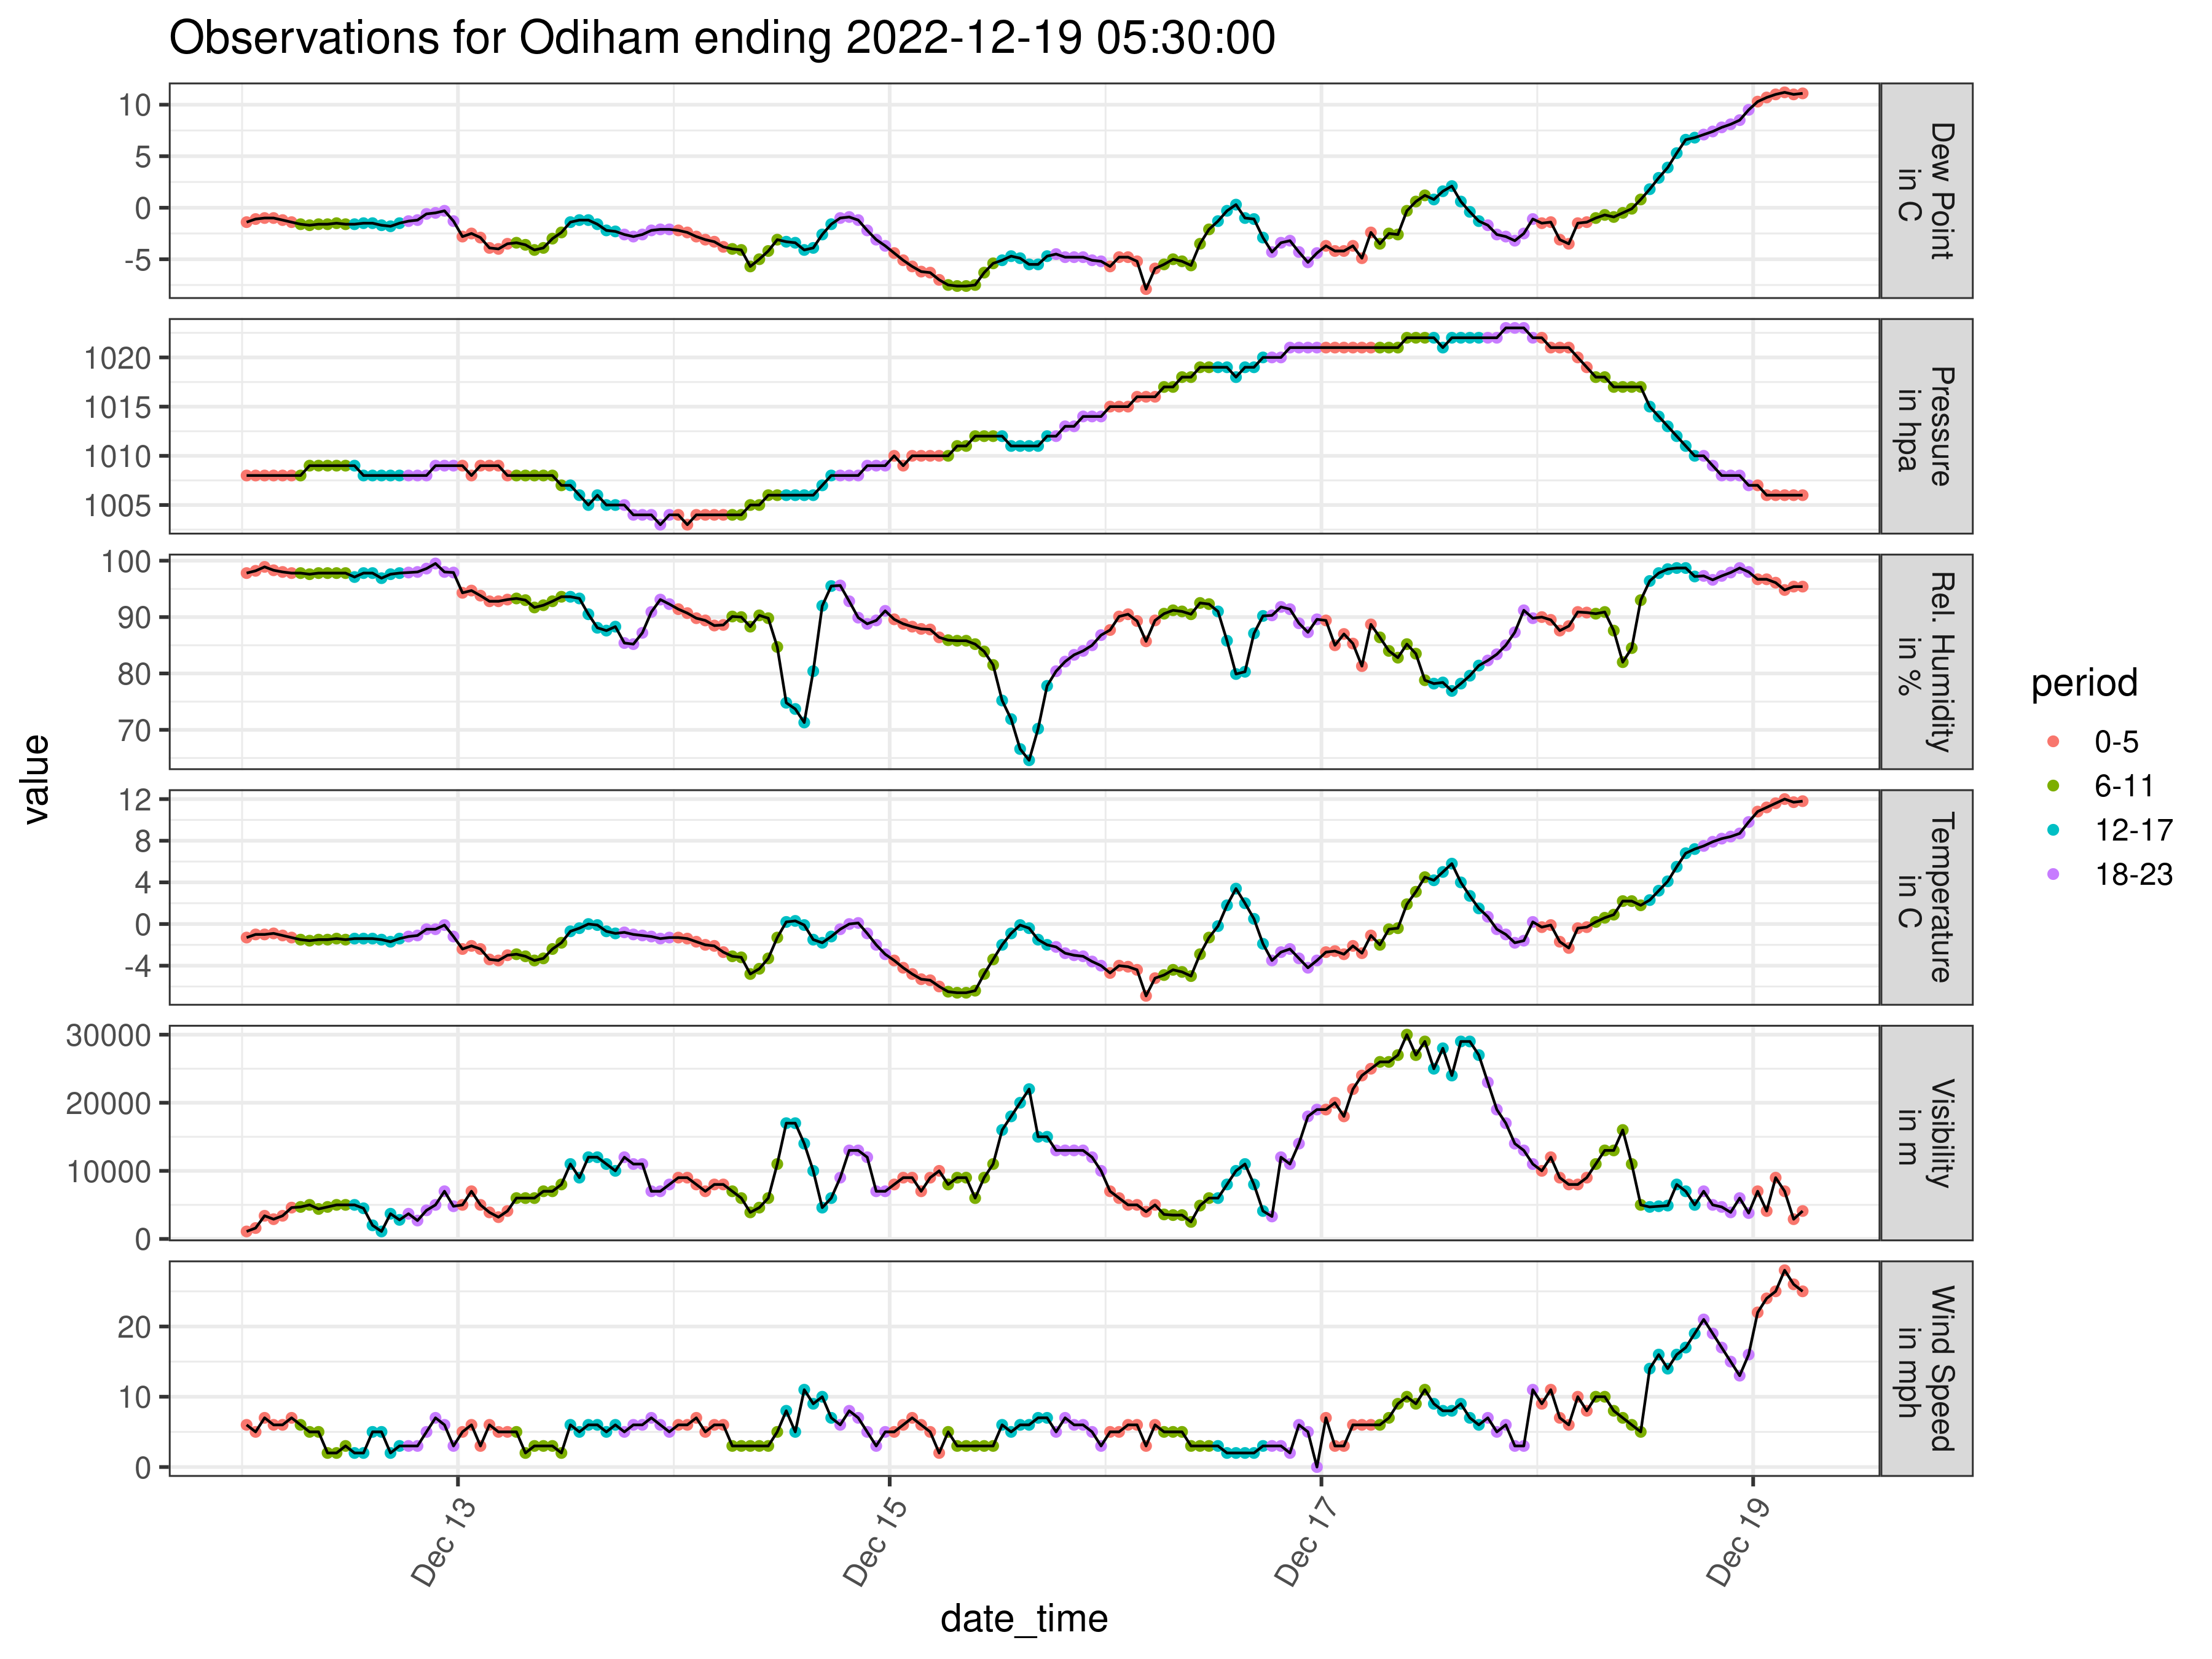 Observations for Odiham ending 2022-12-19 05:30:00
value
10
5
0
-5
Dew Point
in C
1020
1015
1010
1005
Pressure
in hpa
100
90
80
70
Rel. Humidity
in %
12
8
4
0
-4
Temperature
in C
30000
20000
10000
0
Visibility
in m
20
10
0
Wind Speed
in mph
Dec 13
Dec 15
Dec 17
Dec 19
date_time
period
0-5
6-11
12-17
18-23